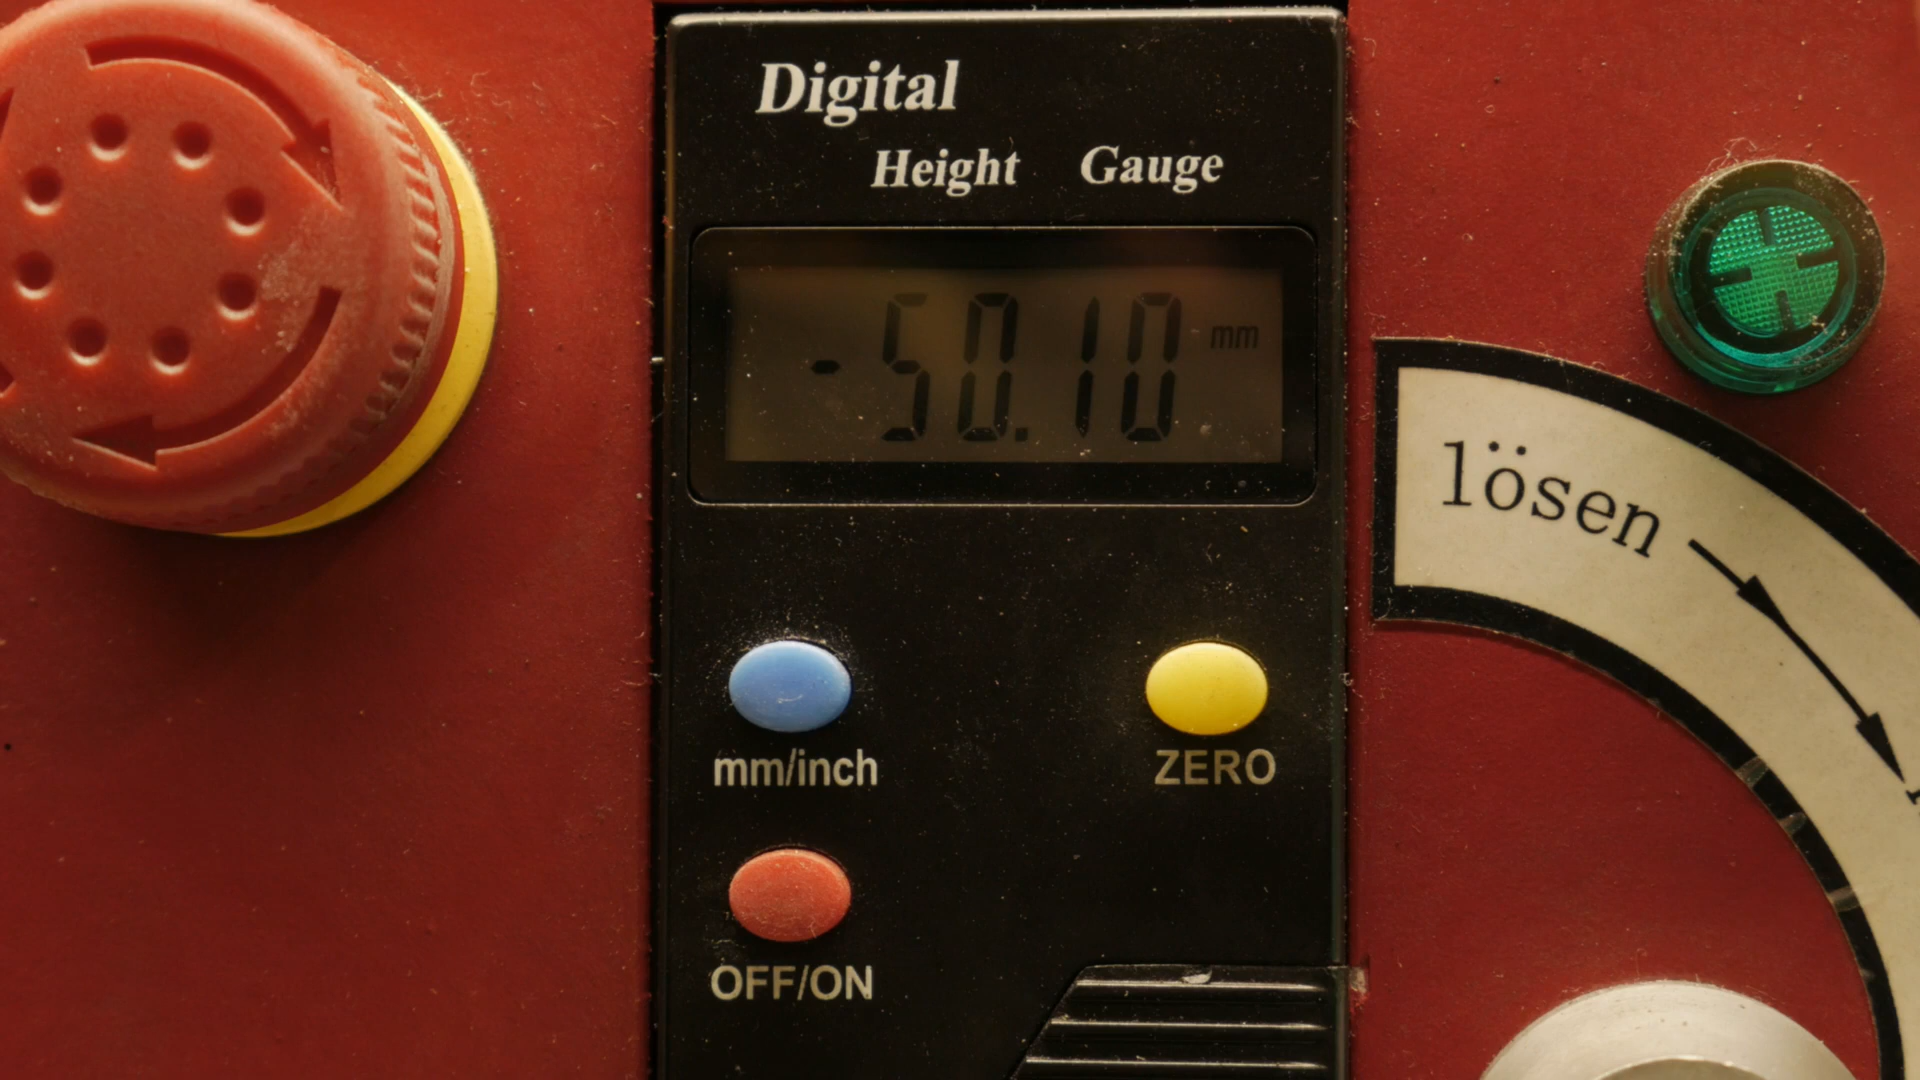 Digital
Height Gauge
-50.10 mm
lösen
mm/inch
ZERO
OFF/ON